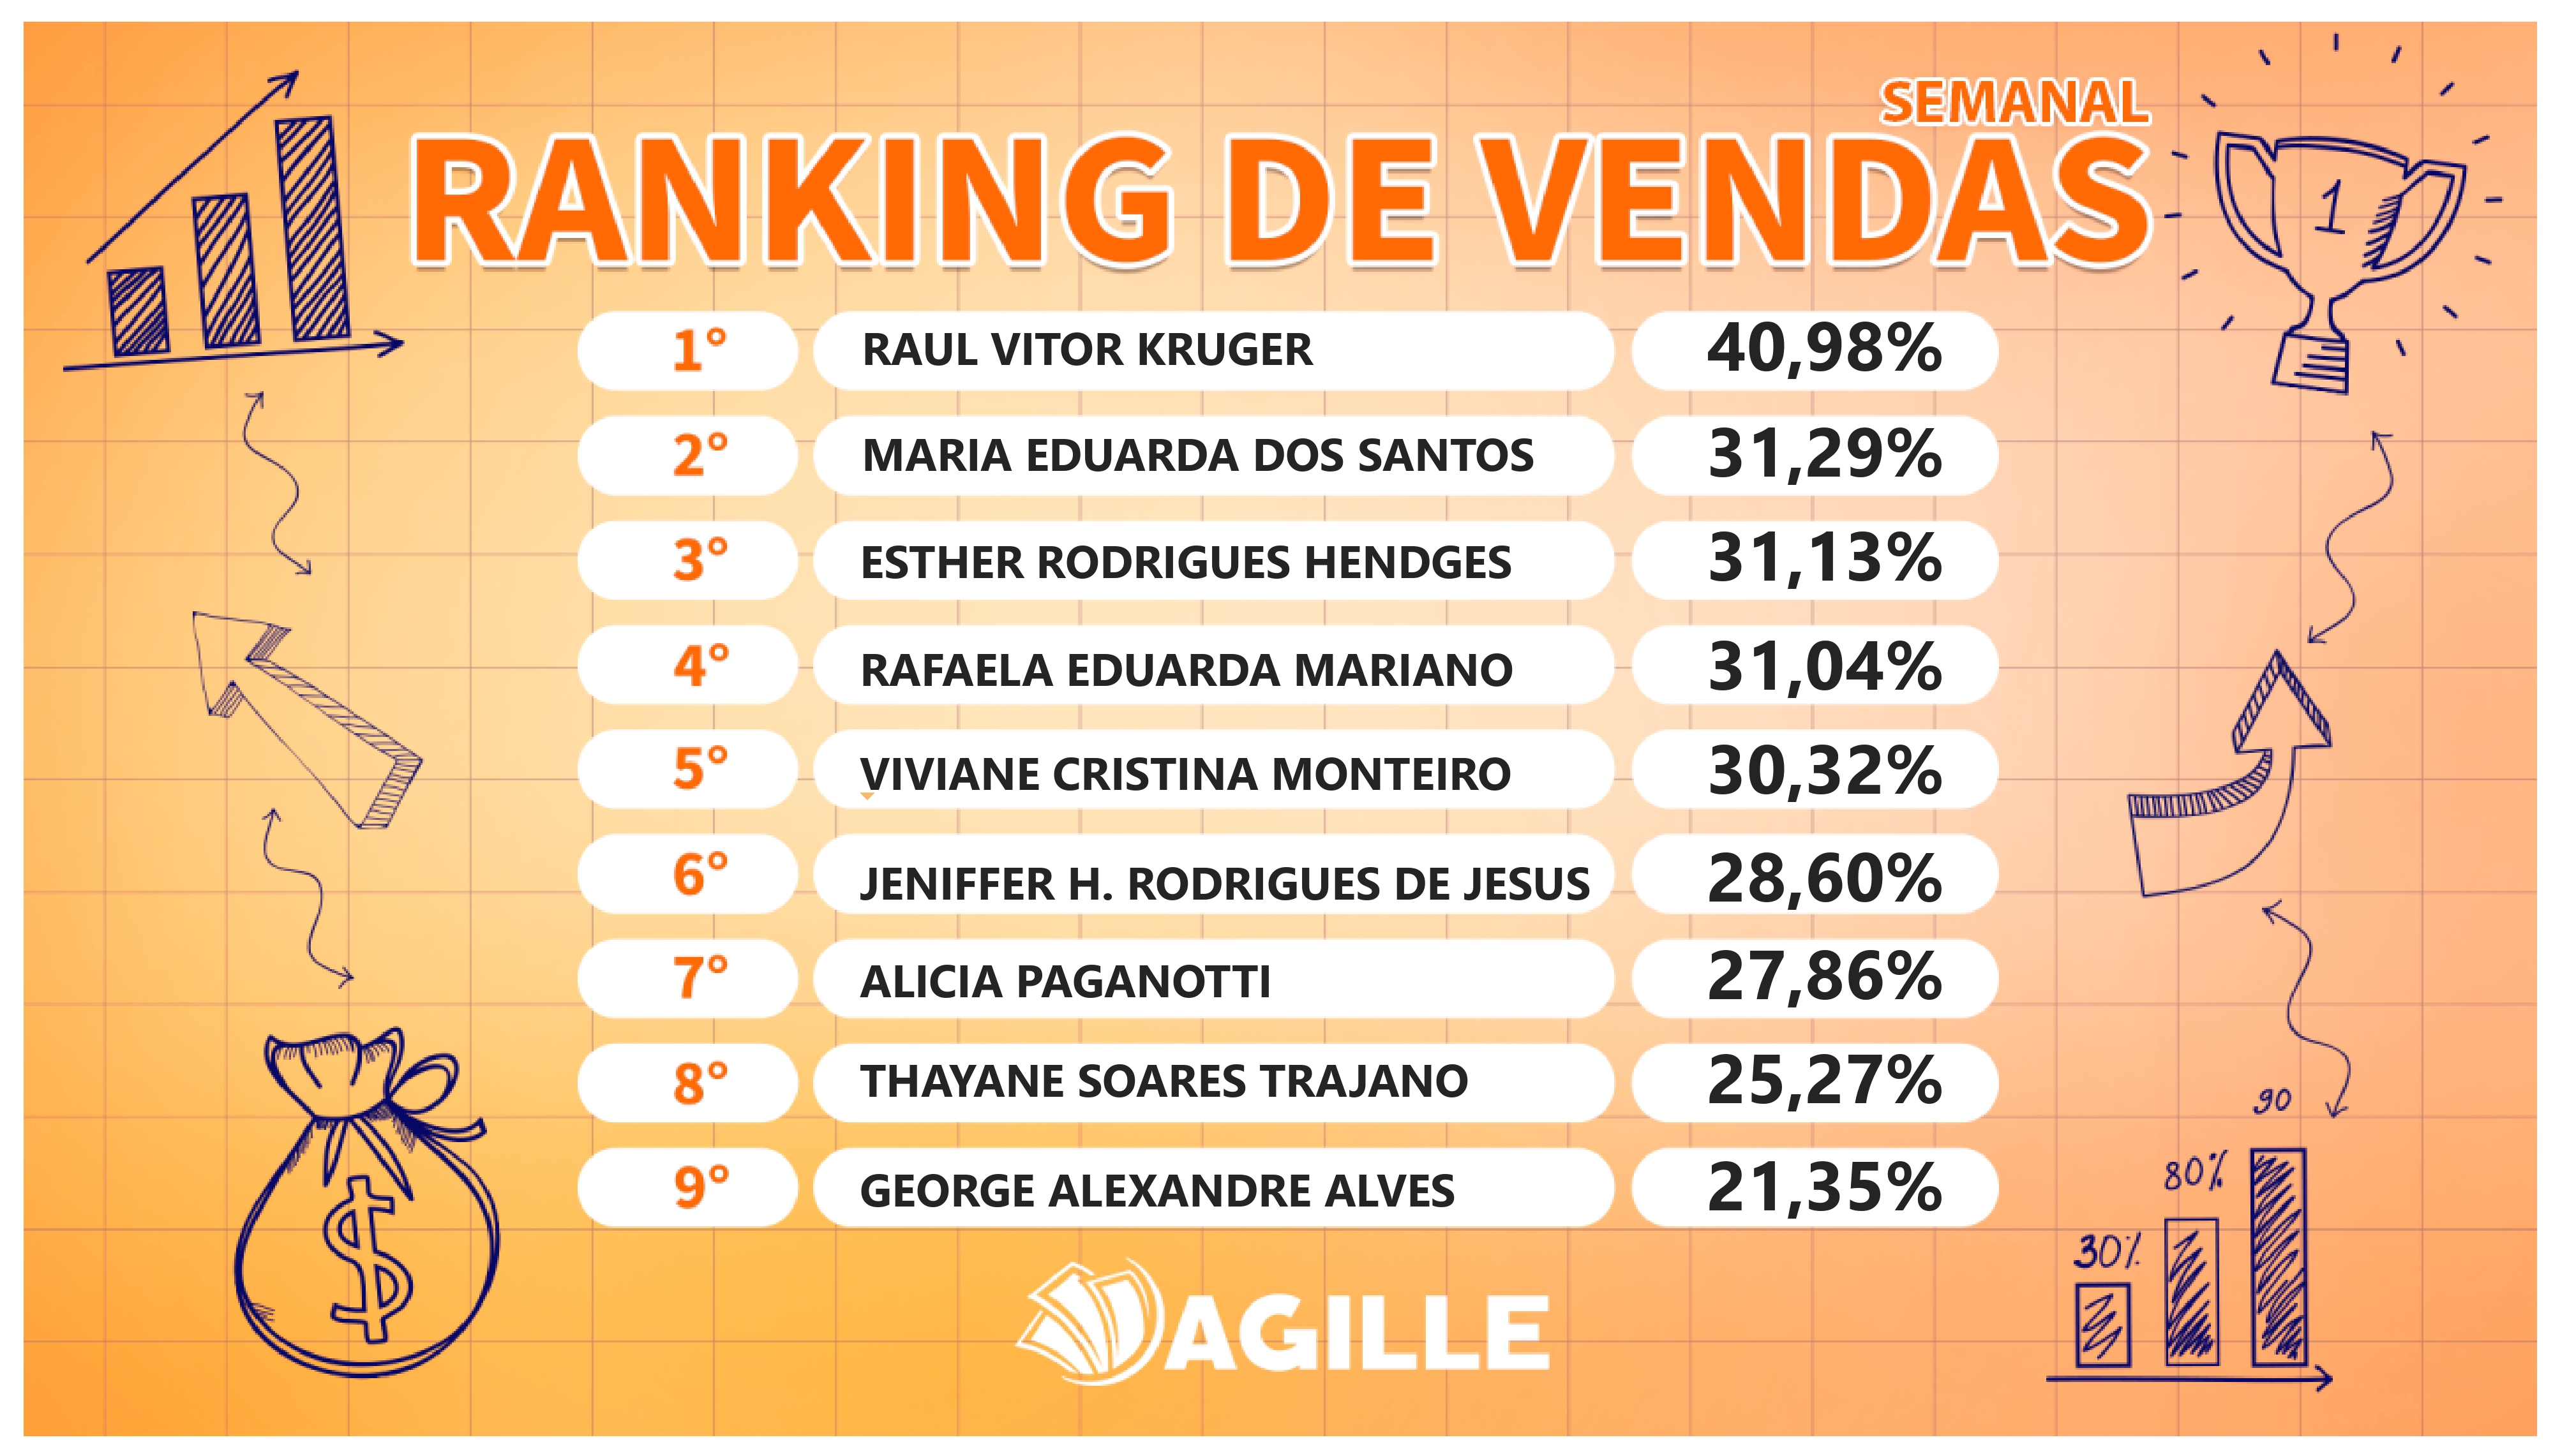 SEMANAL
RANKING DE VENDAS
1
1° RAUL VITOR KRUGER 40,98%
2° MARIA EDUARDA DOS SANTOS 31,29%
3° ESTHER RODRIGUES HENDGES 31,13%
4° RAFAELA EDUARDA MARIANO 31,04%
5° VIVIANE CRISTINA MONTEIRO 30,32%
6° JENIFFER H. RODRIGUES DE JESUS 28,60%
7° ALICIA PAGANOTTI 27,86%
8° THAYANE SOARES TRAJANO 25,27%
9° GEORGE ALEXANDRE ALVES 21,35%
$
90
80%
30%
AGILLE